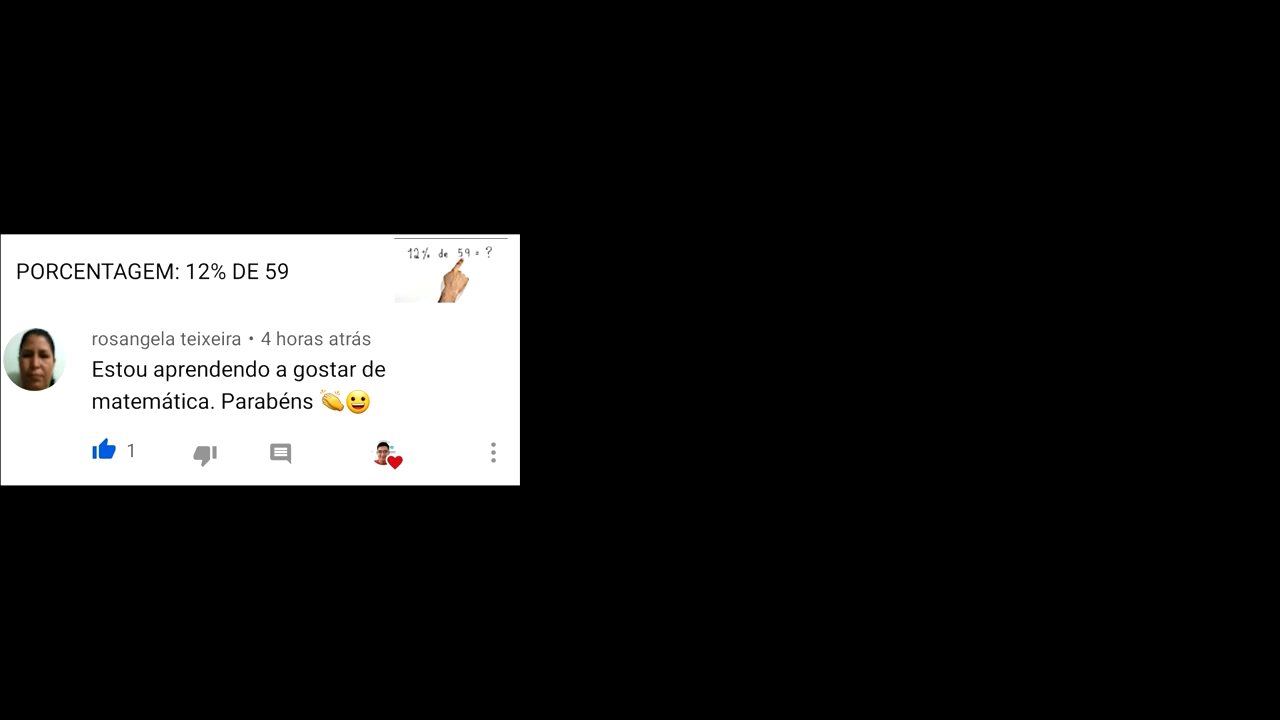 12% de 59 = ?
PORCENTAGEM: 12% DE 59
rosangela teixeira • 4 horas atrás
Estou aprendendo a gostar de
matemática. Parabéns 👏😀
1